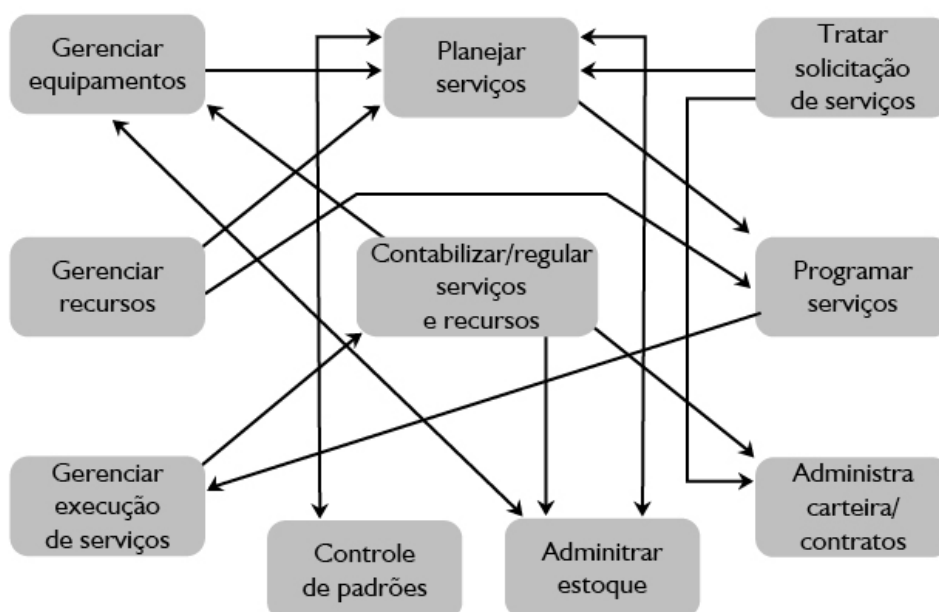 Gerenciar
equipamentos
Planejar
serviços
Tratar
solicitação
de serviços
Gerenciar
recursos
Contabilizar/regular
serviços
e recursos
Programar
serviços
Gerenciar
execução
de serviços
Controle
de padrões
Adminitrar
estoque
Administra
carteira/
contratos